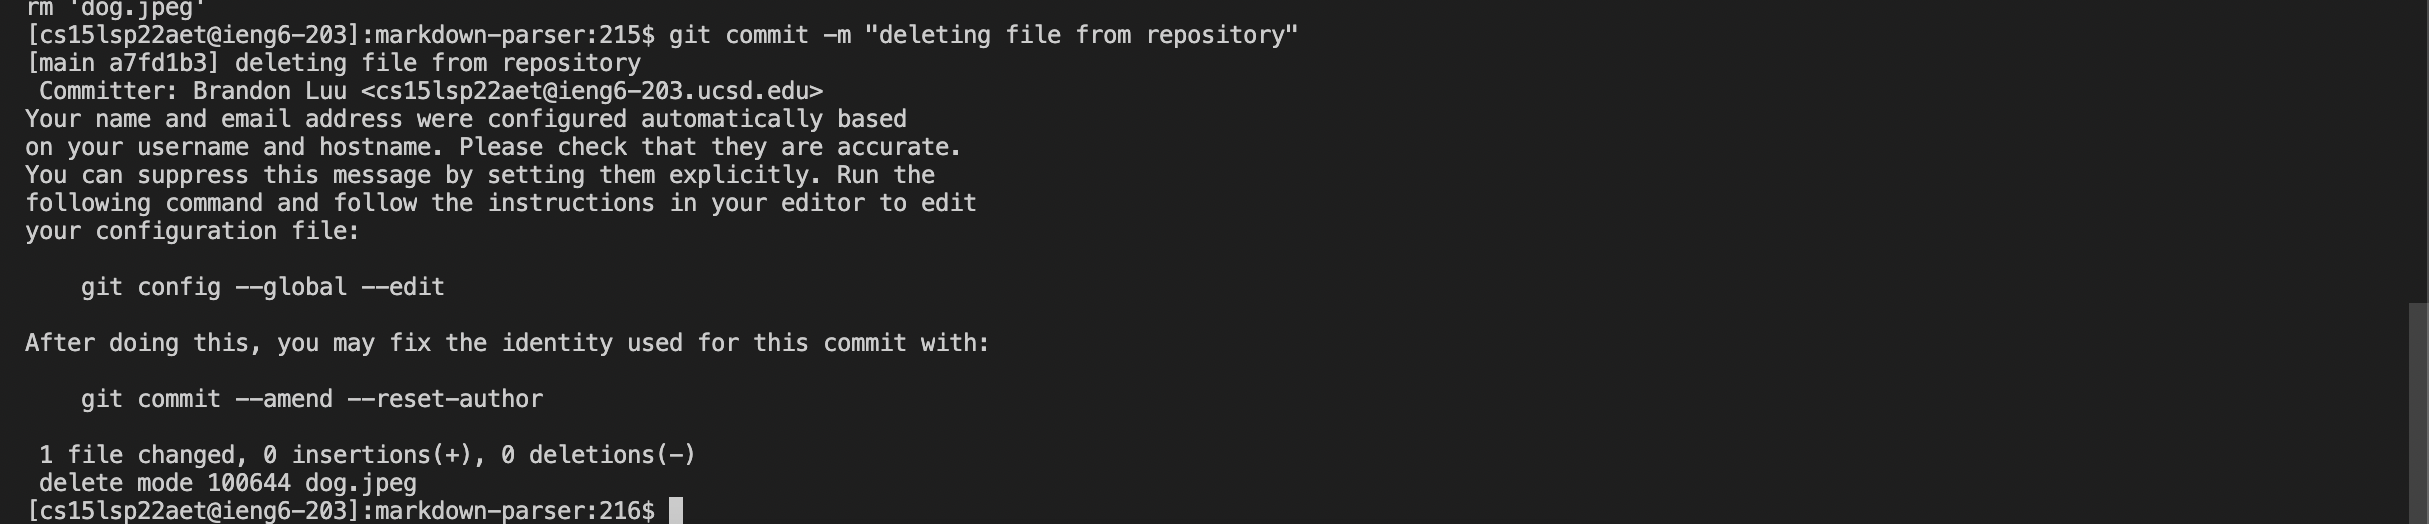 rm 'dog.jpeg'
[cs15lsp22aet@ieng6-203]:markdown-parser:215$ git commit -m "deleting file from repository"
[main a7fd1b3] deleting file from repository
 Committer: Brandon Luu <cs15lsp22aet@ieng6-203.ucsd.edu>
Your name and email address were configured automatically based
on your username and hostname. Please check that they are accurate.
You can suppress this message by setting them explicitly. Run the
following command and follow the instructions in your editor to edit
your configuration file:

    git config --global --edit

After doing this, you may fix the identity used for this commit with:

    git commit --amend --reset-author

 1 file changed, 0 insertions(+), 0 deletions(-)
 delete mode 100644 dog.jpeg
[cs15lsp22aet@ieng6-203]:markdown-parser:216$